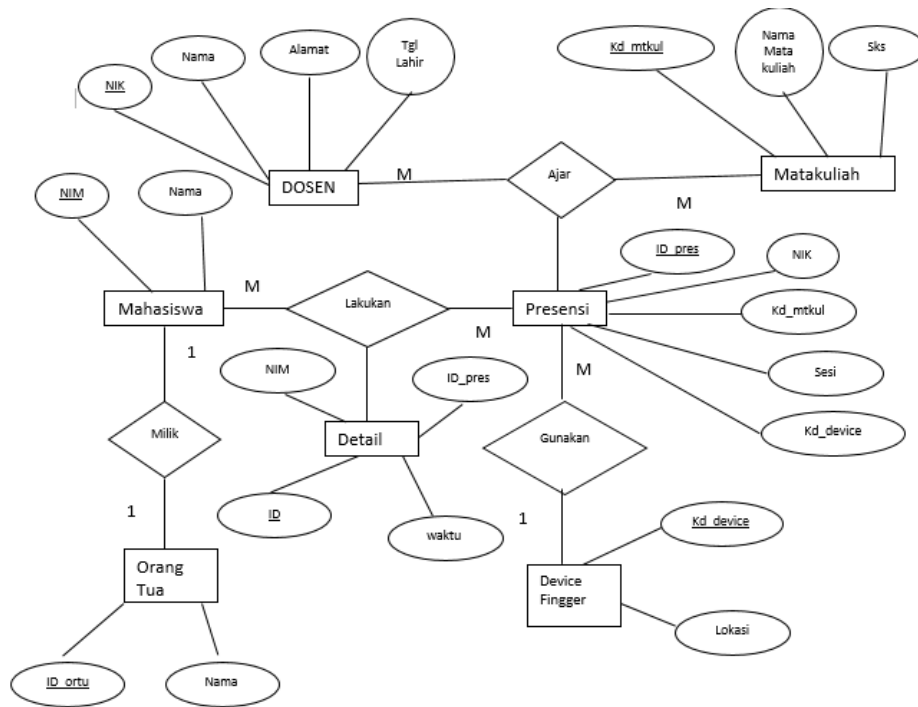 Nama
Alamat
Tgl
Lahir
NIK
Kd_mtkul
Nama
Mata
kuliah
Sks
DOSEN
M
Ajar
Matakuliah
M
NIM
Nama
ID_pres
NIK
Mahasiswa
M
Lakukan
Presensi
Kd_mtkul
M
1
NIM
ID_pres
M
Sesi
Milik
Detail
Gunakan
Kd_device
1
ID
waktu
1
Kd_device
Orang
Tua
Device
Fingger
Lokasi
ID_ortu
Nama